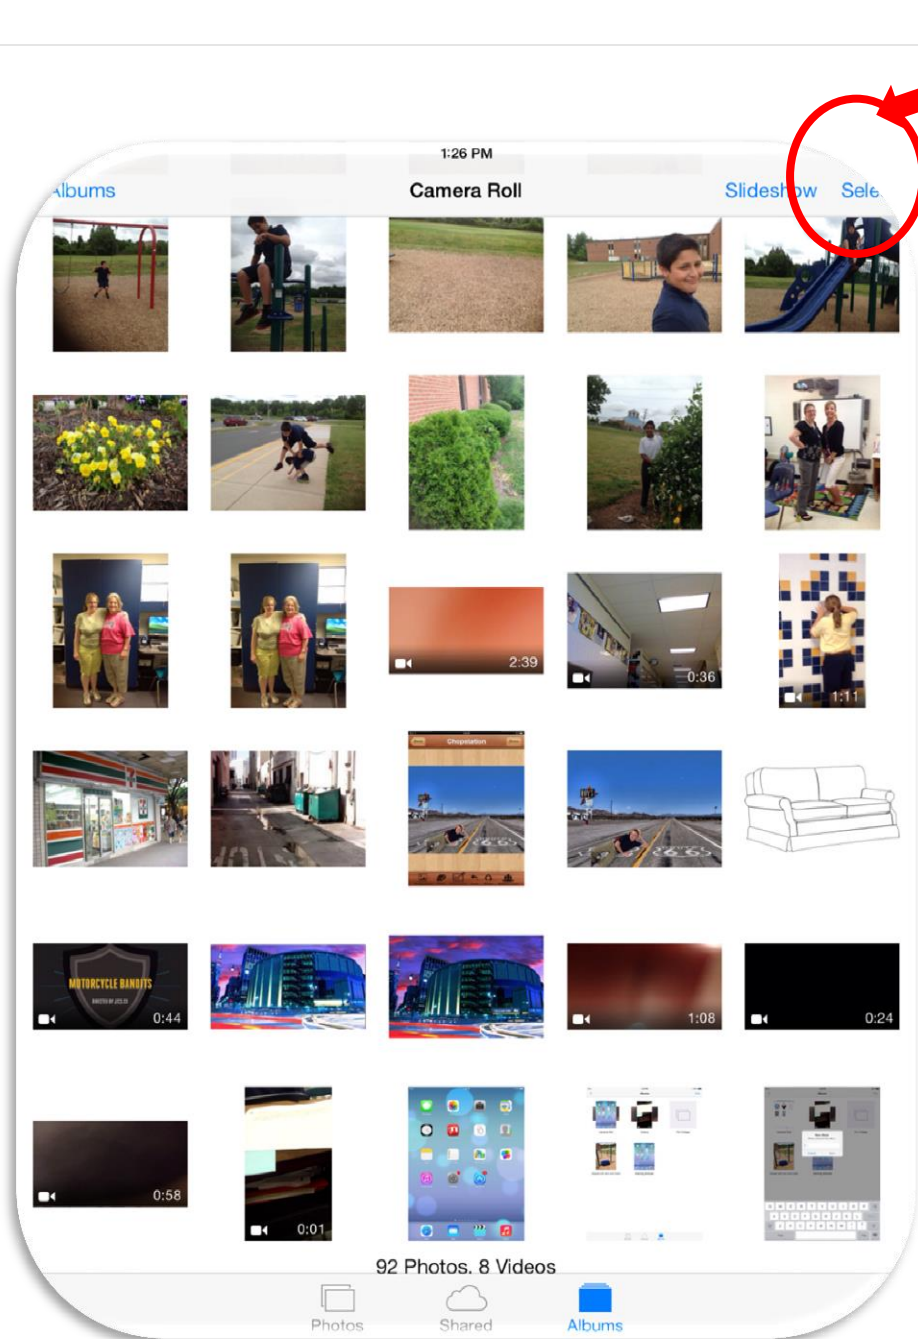 1:26 PM
Albums Camera Roll Slideshow Sele
2:39
0:36
1:11
Chopstation
MOTORCYCLE BANDITS
0:44
1:08
0:24
0:58
0:01
92 Photos, 8 Videos
Photos Shared Albums